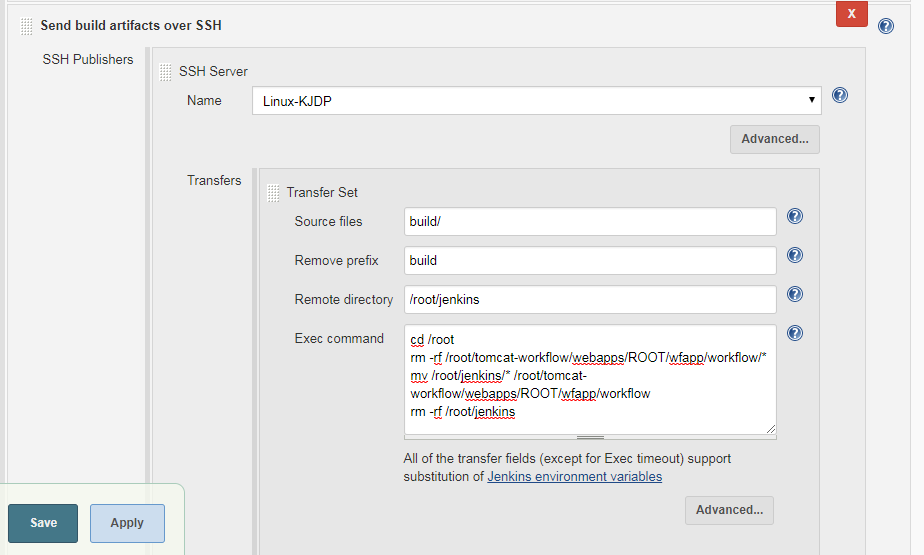 Send build artifacts over SSH
X
SSH Publishers
SSH Server
Name
Linux-KJDP
Advanced...
Transfers
Transfer Set
Source files
build/
Remove prefix
build
Remote directory
/root/jenkins
Exec command
cd /root
rm -rf /root/tomcat-workflow/webapps/ROOT/wfapp/workflow/*
mv /root/jenkins/* /root/tomcat-
workflow/webapps/ROOT/wfapp/workflow
rm -rf /root/jenkins
All of the transfer fields (except for Exec timeout) support
substitution of Jenkins environment variables
Advanced...
Save
Apply